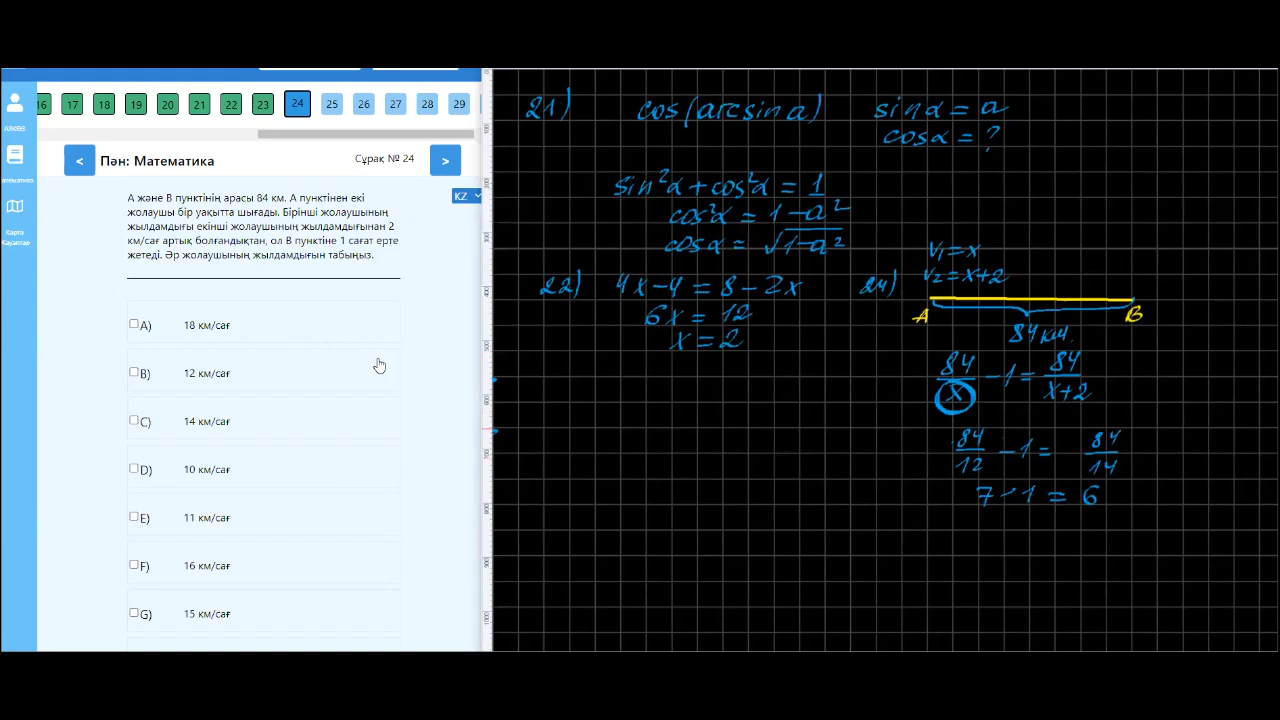 16 17 18 19 20 21 22 23 24 25 26 27 28 29
< Пән: Математика Сұрақ № 24 >
KZ
А және В пунктінің арасы 84 км. А пунктінен екі
жолаушы бір уақытта шығады. Бірінші жолаушының
жылдамдығы екінші жолаушының жылдамдығынан 2
км/сағ артық болғандықтан, ол В пунктіне 1 сағат ерте
жетеді. Әр жолаушының жылдамдығын табыңыз.
A) 18 км/сағ
B) 12 км/сағ
C) 14 км/сағ
D) 10 км/сағ
E) 11 км/сағ
F) 16 км/сағ
G) 15 км/сағ
Карта
21) cos(arcsin a) sinα = a
cosα = ?
sin²α + cos²α = 1
cos²α = 1 - a²
cosα = √1-a²
22) 4x - 4 = 8 - 2x
6x = 12
x = 2
24) V₁ = x
V₂ = x+2
A B
84 км.
84/x - 1 = 84/x+2
84/12 - 1 = 84/14
7 - 1 = 6